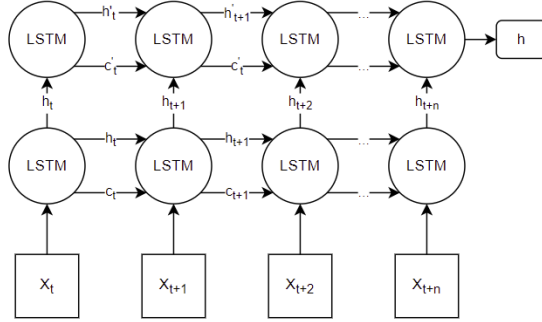 h't h't+1 ...
LSTM LSTM LSTM LSTM h
c't c't ...
ht ht+1 ht+2 ht+n
ht ht+1 ...
LSTM LSTM LSTM LSTM
ct ct+1 ...
Xt Xt+1 Xt+2 Xt+n